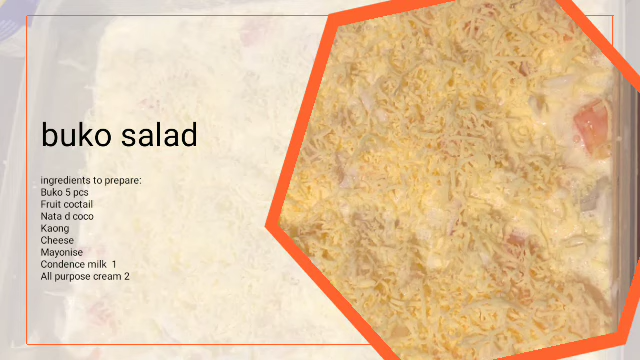 buko salad
ingredients to prepare:
Buko 5 pcs
Fruit coctail
Nata d coco
Kaong
Cheese
Mayonise
Condence milk  1
All purpose cream 2